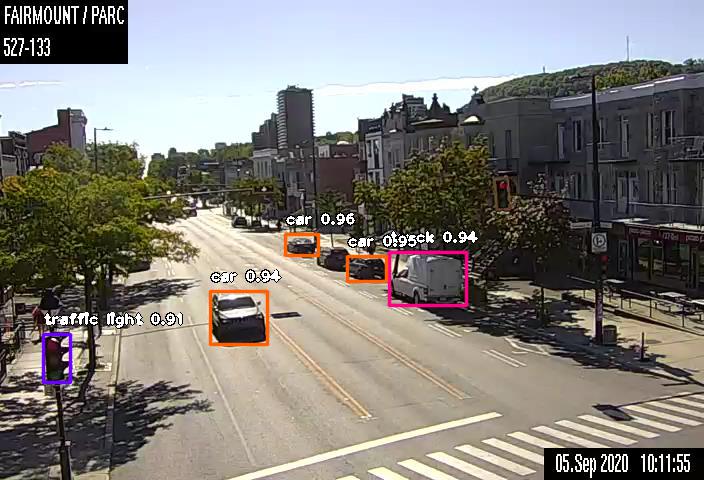 FAIRMOUNT / PARC
527-133
car 0.96
car 0.95
truck 0.94
car 0.94
traffic light 0.91
05.Sep 2020 10:11:55